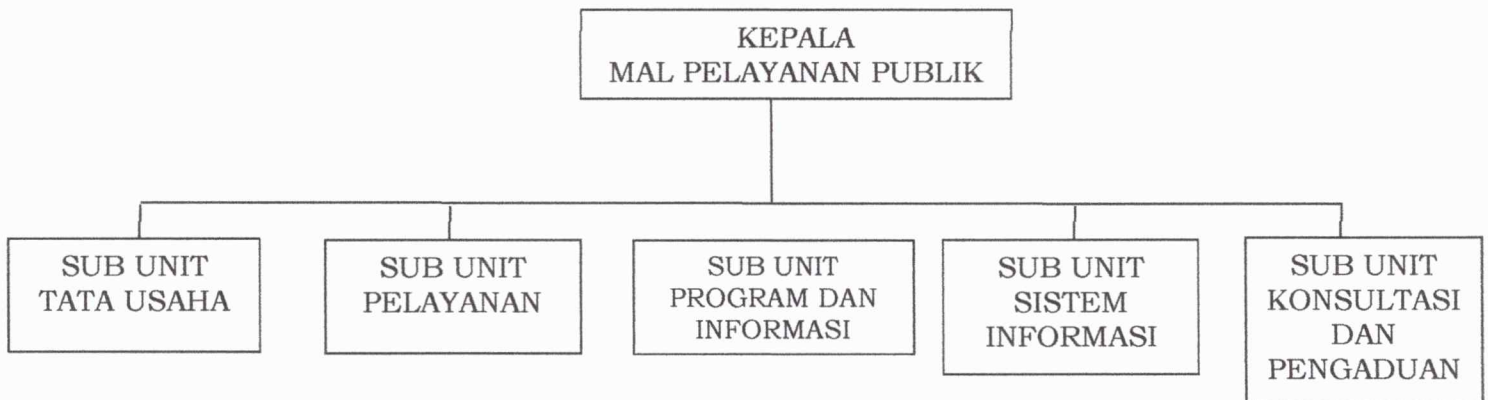 KEPALA
MAL PELAYANAN PUBLIK
SUB UNIT
TATA USAHA
SUB UNIT
PELAYANAN
SUB UNIT
PROGRAM DAN
INFORMASI
SUB UNIT
SISTEM
INFORMASI
SUB UNIT
KONSULTASI
DAN
PENGADUAN